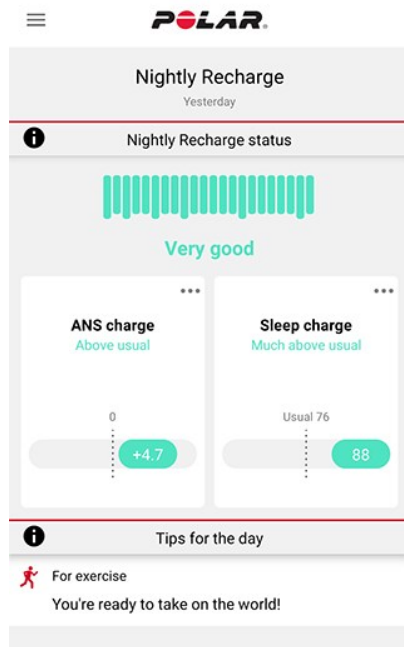 POLAR.
Nightly Recharge
Yesterday
Nightly Recharge status
Very good
ANS charge
Above usual
0
+4.7
Sleep charge
Much above usual
Usual 76
88
Tips for the day
For exercise
You're ready to take on the world!